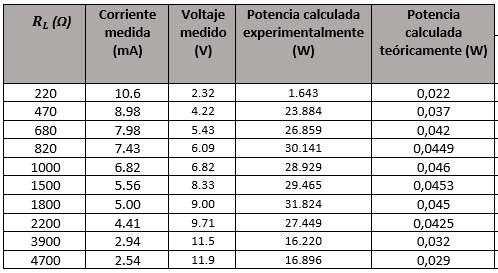 R_L (Ω) Corriente medida (mA) Voltaje medido (V) Potencia calculada experimentalmente (W) Potencia calculada teóricamente (W)
220 10.6 2.32 1.643 0,022
470 8.98 4.22 23.884 0,037
680 7.98 5.43 26.859 0,042
820 7.43 6.09 30.141 0,0449
1000 6.82 6.82 28.929 0,046
1500 5.56 8.33 29.465 0,0453
1800 5.00 9.00 31.824 0,045
2200 4.41 9.71 27.449 0,0425
3900 2.94 11.5 16.220 0,032
4700 2.54 11.9 16.896 0,029